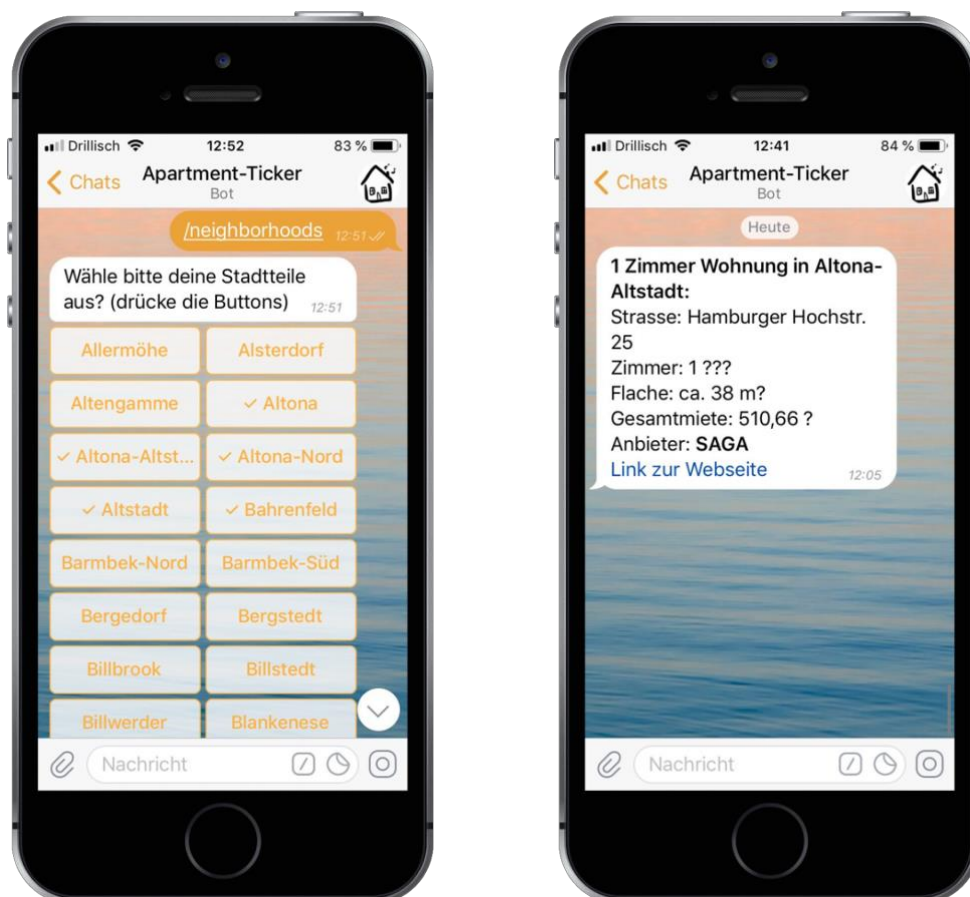 Drillisch 12:52 83 %
Chats Apartment-Ticker
Bot
/neighborhoods 12:51
Wähle bitte deine Stadtteile
aus? (drücke die Buttons) 12:51
Allermöhe Alsterdorf
Altengamme ✓ Altona
✓ Altona-Altst... ✓ Altona-Nord
✓ Altstadt ✓ Bahrenfeld
Barmbek-Nord Barmbek-Süd
Bergedorf Bergstedt
Billbrook Billstedt
Billwerder Blankenese
Nachricht
Drillisch 12:41 84 %
Chats Apartment-Ticker
Bot
Heute
1 Zimmer Wohnung in Altona-
Altstadt:
Strasse: Hamburger Hochstr.
25
Zimmer: 1 ???
Flache: ca. 38 m?
Gesamtmiete: 510,66 ?
Anbieter: SAGA
Link zur Webseite 12:05
Nachricht